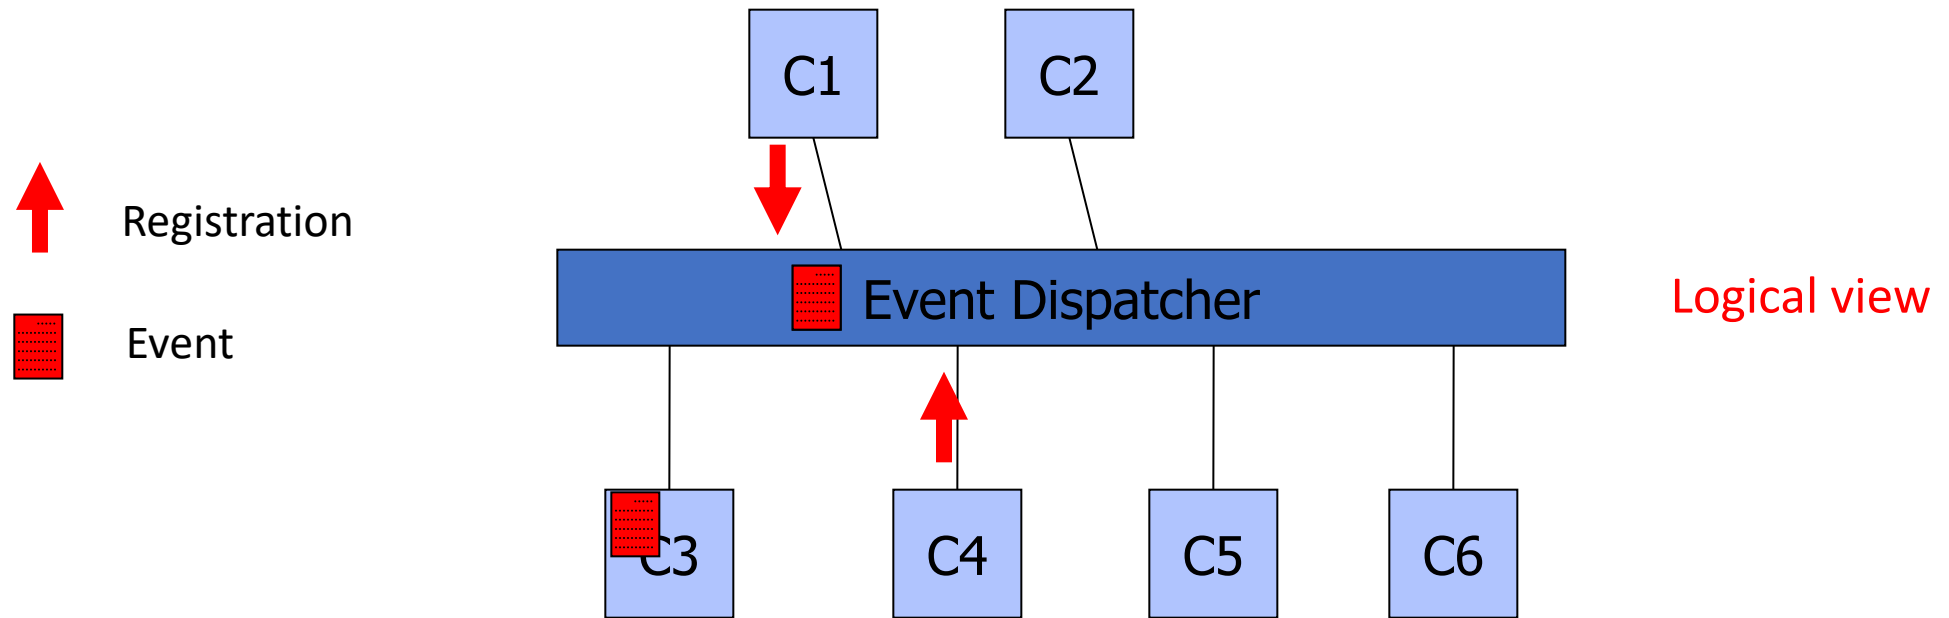 C1
C2
Registration
Event Dispatcher
Logical view
Event
C3
C4
C5
C6